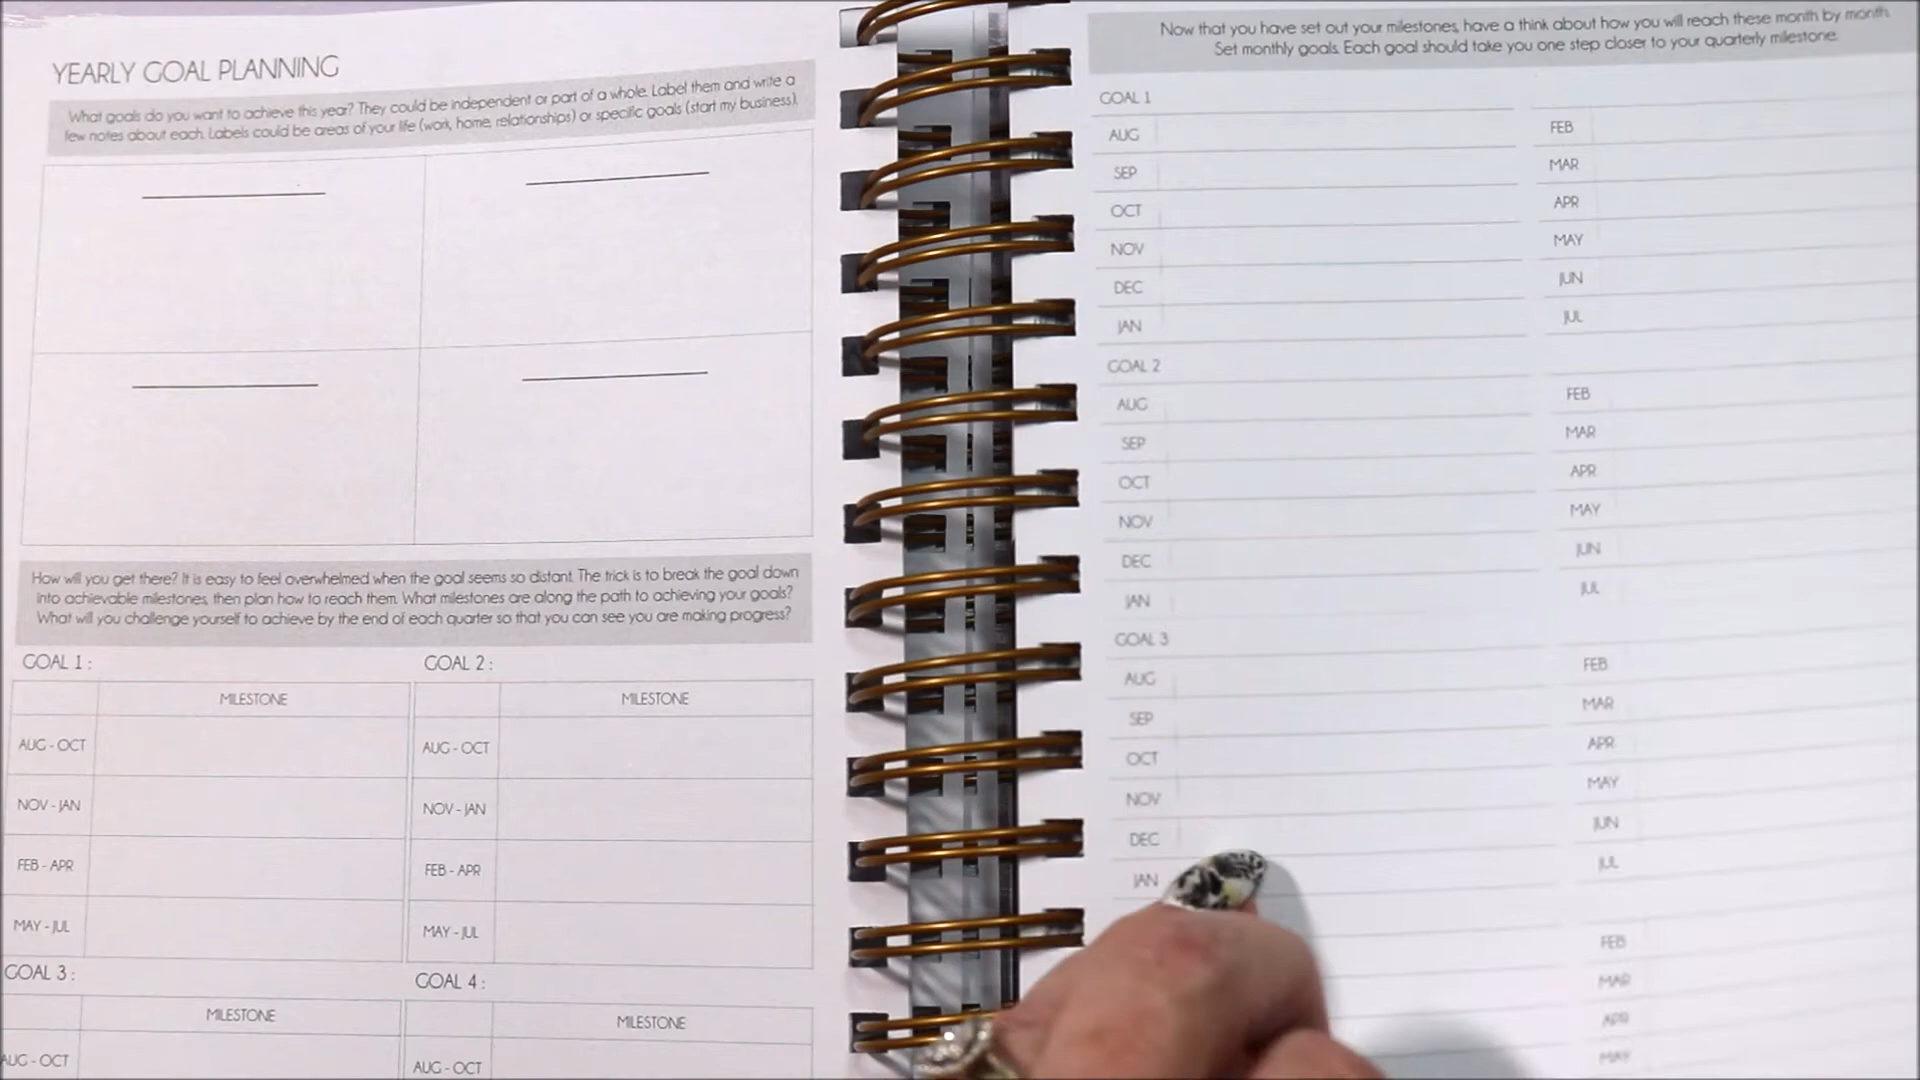 YEARLY GOAL PLANNING
What goals do you want to achieve this year? They could be independent or part of a whole. Label them and write a
few notes about each. Labels could be areas of your life (work, home, relationships) or specific goals (start my business).
How will you get there? It is easy to feel overwhelmed when the goal seems so distant. The trick is to break the goal down
into achievable milestones, then plan how to reach them. What milestones are along the path to achieving your goals?
What will you challenge yourself to achieve by the end of each quarter so that you can see you are making progress?
GOAL 1 :
MILESTONE
AUG - OCT
NOV - JAN
FEB - APR
MAY - JUL
GOAL 2 :
MILESTONE
AUG - OCT
NOV - JAN
FEB - APR
MAY - JUL
GOAL 3 :
MILESTONE
AUG - OCT
GOAL 4 :
MILESTONE
AUG - OCT
Now that you have set out your milestones, have a think about how you will reach these month by month.
Set monthly goals. Each goal should take you one step closer to your quarterly milestone.
GOAL 1
AUG
SEP
OCT
NOV
DEC
JAN
FEB
MAR
APR
MAY
JUN
JUL
GOAL 2
AUG
SEP
OCT
NOV
DEC
JAN
FEB
MAR
APR
MAY
JUN
JUL
GOAL 3
AUG
SEP
OCT
NOV
DEC
JAN
FEB
MAR
APR
MAY
JUN
JUL
FEB
MAR
APR
MAY